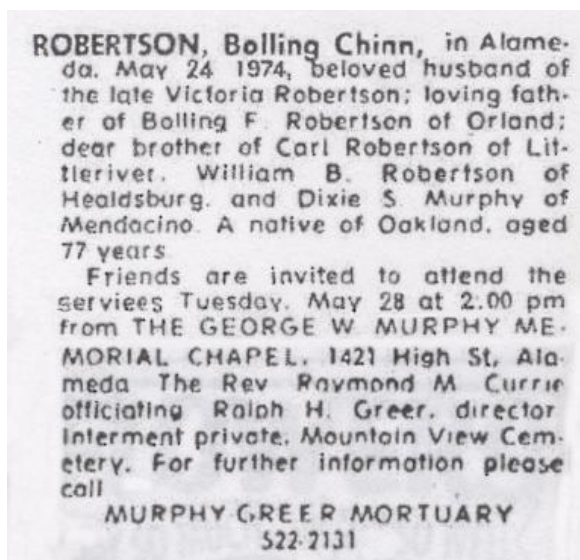 ROBERTSON, Bolling Chinn, in Alame-
da. May 24 1974, beloved husband of
the late Victoria Robertson; loving fath-
er of Bolling F. Robertson of Orland;
dear brother of Carl Robertson of Lit-
tleriver. William B. Robertson of
Healdsburg. and Dixie S. Murphy of
Mendacino. A native of Oakland. aged
77 years
Friends are invited to attend the
serviees Tuesday. May 28 at 2:00 pm
from THE GEORGE W. MURPHY ME-
MORIAL CHAPEL. 1421 High St, Ala-
meda The Rev Raymond M Currie
officiating Ralph H. Greer. director
Interment private. Mountain View Cem-
etery. For further information please
call
MURPHY GREER MORTUARY
522-2131